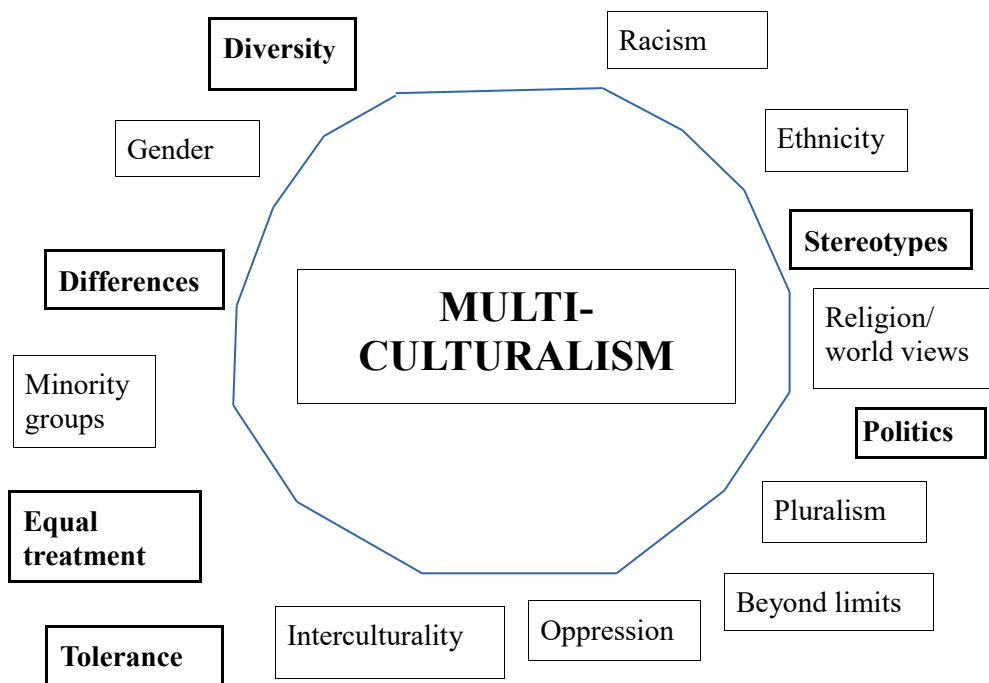 Diversity
Racism
Gender
Ethnicity
Stereotypes
Differences
MULTI-
CULTURALISM
Religion/
world views
Minority
groups
Politics
Equal
treatment
Pluralism
Beyond limits
Interculturality
Oppression
Tolerance